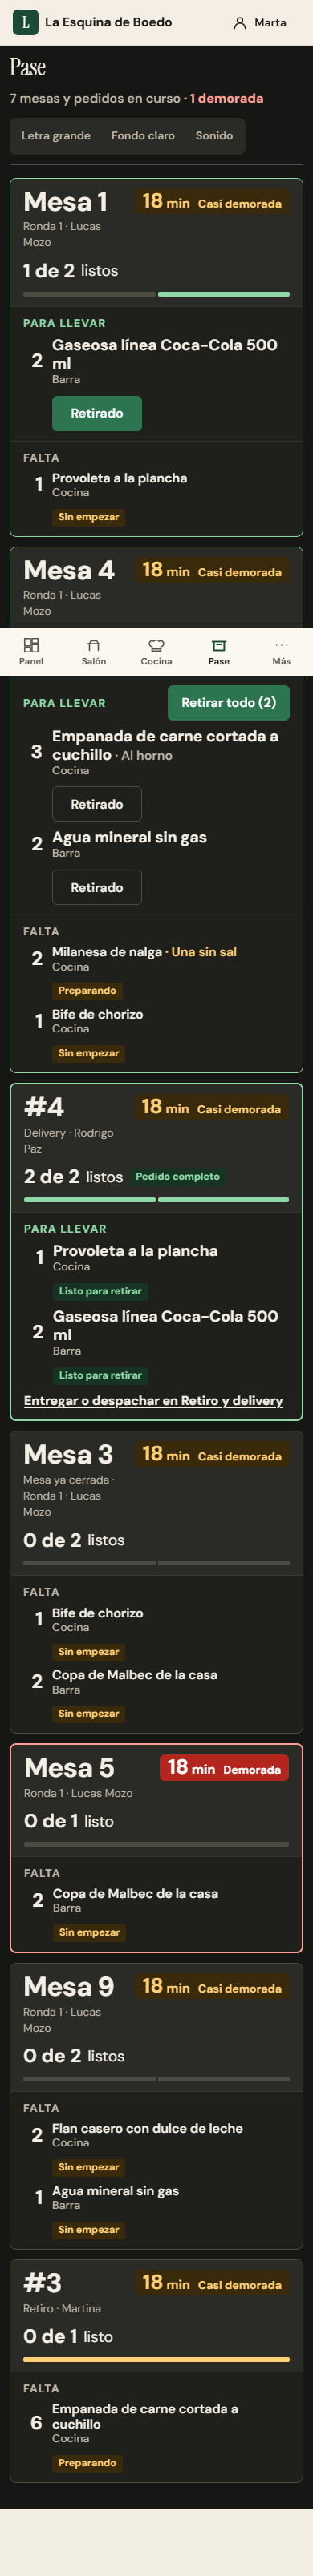 L La Esquina de Boedo Marta
Pase
7 mesas y pedidos en curso · 1 demorada
Letra grande Fondo claro Sonido
Mesa 1 18 min Casi demorada
Ronda 1 · Lucas
Mozo
1 de 2 listos
PARA LLEVAR
2 Gaseosa línea Coca-Cola 500
ml
Barra
Retirado
FALTA
1 Provoleta a la plancha
Cocina
Sin empezar
Mesa 4 18 min Casi demorada
Ronda 1 · Lucas
Mozo
Panel Salón Cocina Pase Más
PARA LLEVAR Retirar todo (2)
3 Empanada de carne cortada a
cuchillo · Al horno
Cocina
Retirado
2 Agua mineral sin gas
Barra
Retirado
FALTA
2 Milanesa de nalga · Una sin sal
Cocina
Preparando
1 Bife de chorizo
Cocina
Sin empezar
#4 18 min Casi demorada
Delivery · Rodrigo
Paz
2 de 2 listos Pedido completo
PARA LLEVAR
1 Provoleta a la plancha
Cocina
Listo para retirar
2 Gaseosa línea Coca-Cola 500
ml
Barra
Listo para retirar
Entregar o despachar en Retiro y delivery
Mesa 3 18 min Casi demorada
Mesa ya cerrada ·
Ronda 1 · Lucas
Mozo
0 de 2 listos
FALTA
1 Bife de chorizo
Cocina
Sin empezar
2 Copa de Malbec de la casa
Barra
Sin empezar
Mesa 5 18 min Demorada
Ronda 1 · Lucas Mozo
0 de 1 listo
FALTA
2 Copa de Malbec de la casa
Barra
Sin empezar
Mesa 9 18 min Casi demorada
Ronda 1 · Lucas
Mozo
0 de 2 listos
FALTA
2 Flan casero con dulce de leche
Cocina
Sin empezar
1 Agua mineral sin gas
Barra
Sin empezar
#3 18 min Casi demorada
Retiro · Martina
0 de 1 listo
FALTA
6 Empanada de carne cortada a
cuchillo
Cocina
Preparando